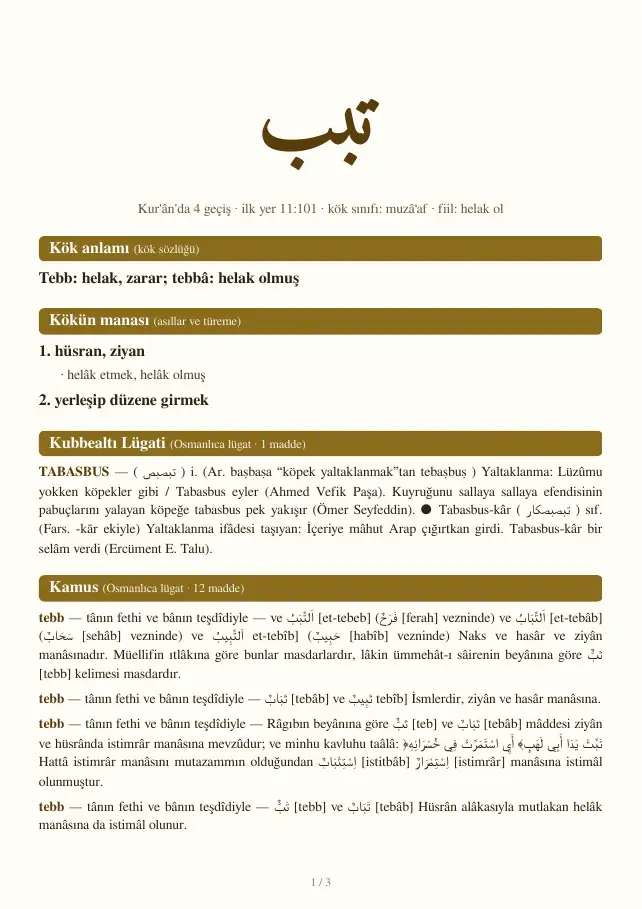 تبب
Kur'ân'da 4 geçiş · ilk yer 11:101 · kök sınıfı: muzâ'af · fiil: helak ol
Kök anlamı (kök sözlüğü)
Tebb: helak, zarar; tebbâ: helak olmuş
Kökün manası (asıllar ve türeme)
1. hüsran, ziyan
· helâk etmek, helâk olmuş
2. yerleşip düzene girmek
Kubbealtı Lügati (Osmanlıca lügat · 1 madde)
TABASBUS — ( تبصبص ) i. (Ar. baṣbaṣa “köpek yaltaklanmak”tan tebaṣbuṣ ) Yaltaklanma: Lüzûmu
yokken köpekler gibi / Tabasbus eyler (Ahmed Vefik Paşa). Kuyruğunu sallaya sallaya efendisinin
pabuçlarını yalayan köpeğe tabasbus pek yakışır (Ömer Seyfeddin). ● Tabasbus-kâr ( تبصبصكار ) sıf.
(Fars. -kār ekiyle) Yaltaklanma ifâdesi taşıyan: İçeriye mâhut Arap çığırtkan girdi. Tabasbus-kâr bir
selâm verdi (Ercüment E. Talu).
Kamus (Osmanlıca lügat · 12 madde)
tebb — tânın fethi ve bânın teşdîdiyle — ve اَلتَّبَبُ [et-tebeb] (فَرَحٌ [ferah] vezninde) ve اَلتَّبَابُ [et-tebâb]
(سَحَابٌ [sehâb] vezninde) ve اَلتَّبِيبُ et-tebîb] (حَبِيبٌ [habîb] vezninde) Naks ve hasâr ve ziyân
manâsınadır. Müellifin ıtlâkına göre bunlar masdarlardır, lâkin ümmehât-ı sâirenin beyânına göre تَبٌّ
[tebb] kelimesi masdardır.
tebb — tânın fethi ve bânın teşdîdiyle — تَبَابٌ [tebâb] ve تَبِيبٌ tebîb] İsmlerdir, ziyân ve hasâr manâsına.
tebb — tânın fethi ve bânın teşdîdiyle — Râgıbın beyânına göre تَبٌّ [teb] ve تَبَابٌ [tebâb] mâddesi ziyân
ve hüsrânda istimrâr manâsına mevzûdur; ve minhu kavluhu taâlâ: ﴿تَبَّتْ يَدَا أَبِي لَهَبٍ﴾ أَيِ اسْتَمَرَّتْ فِي خُسْرَانِهِ
Hattâ istimrâr manâsını mutazammın olduğundan اِسْتِتْبَابٌ [istitbâb] اِسْتِمْرَارٌ [istimrâr] manâsına istimâl
olunmuştur.
tebb — tânın fethi ve bânın teşdîdiyle — تَبٌّ [tebb] ve تَبَابٌ [tebâb] Hüsrân alâkasıyla mutlakan helâk
manâsına da istimâl olunur.
1 / 3